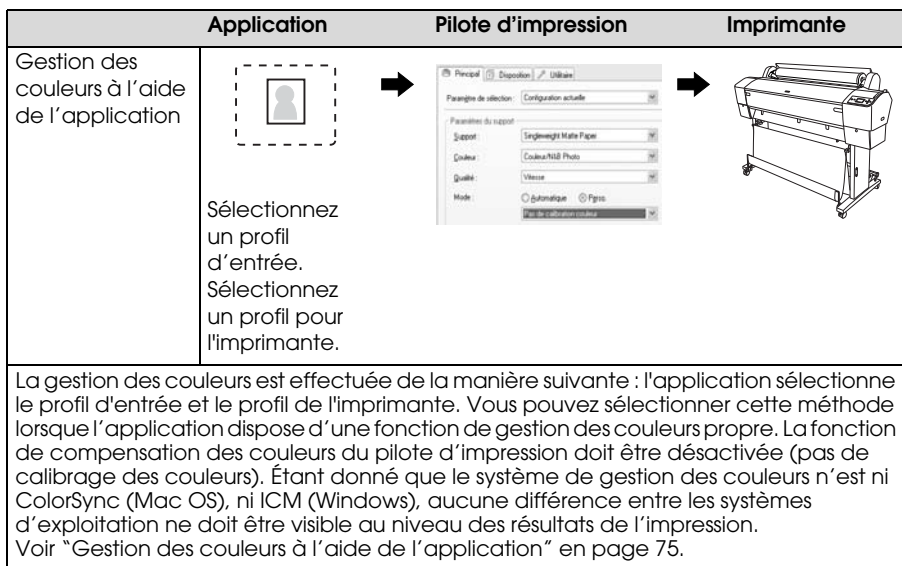 Application Pilote d’impression Imprimante
Gestion des
couleurs à l’aide
de l’application
Sélectionnez
un profil
d’entrée.
Sélectionnez
un profil pour
l'imprimante.
Principal Disposition Utilitaire
Paramètre de sélection : Configuration actuelle
Paramètres du support
Support : Singleweight Matte Paper
Couleur : Couleur/N&B Photo
Qualité : Vitesse
Mode : Automatique Perso.
Pas de calibration couleur
La gestion des couleurs est effectuée de la manière suivante : l'application sélectionne
le profil d'entrée et le profil de l'imprimante. Vous pouvez sélectionner cette méthode
lorsque l’application dispose d’une fonction de gestion des couleurs propre. La fonction
de compensation des couleurs du pilote d’impression doit être désactivée (pas de
calibrage des couleurs). Étant donné que le système de gestion des couleurs n’est ni
ColorSync (Mac OS), ni ICM (Windows), aucune différence entre les systèmes
d’exploitation ne doit être visible au niveau des résultats de l’impression.
Voir “Gestion des couleurs à l’aide de l’application” en page 75.